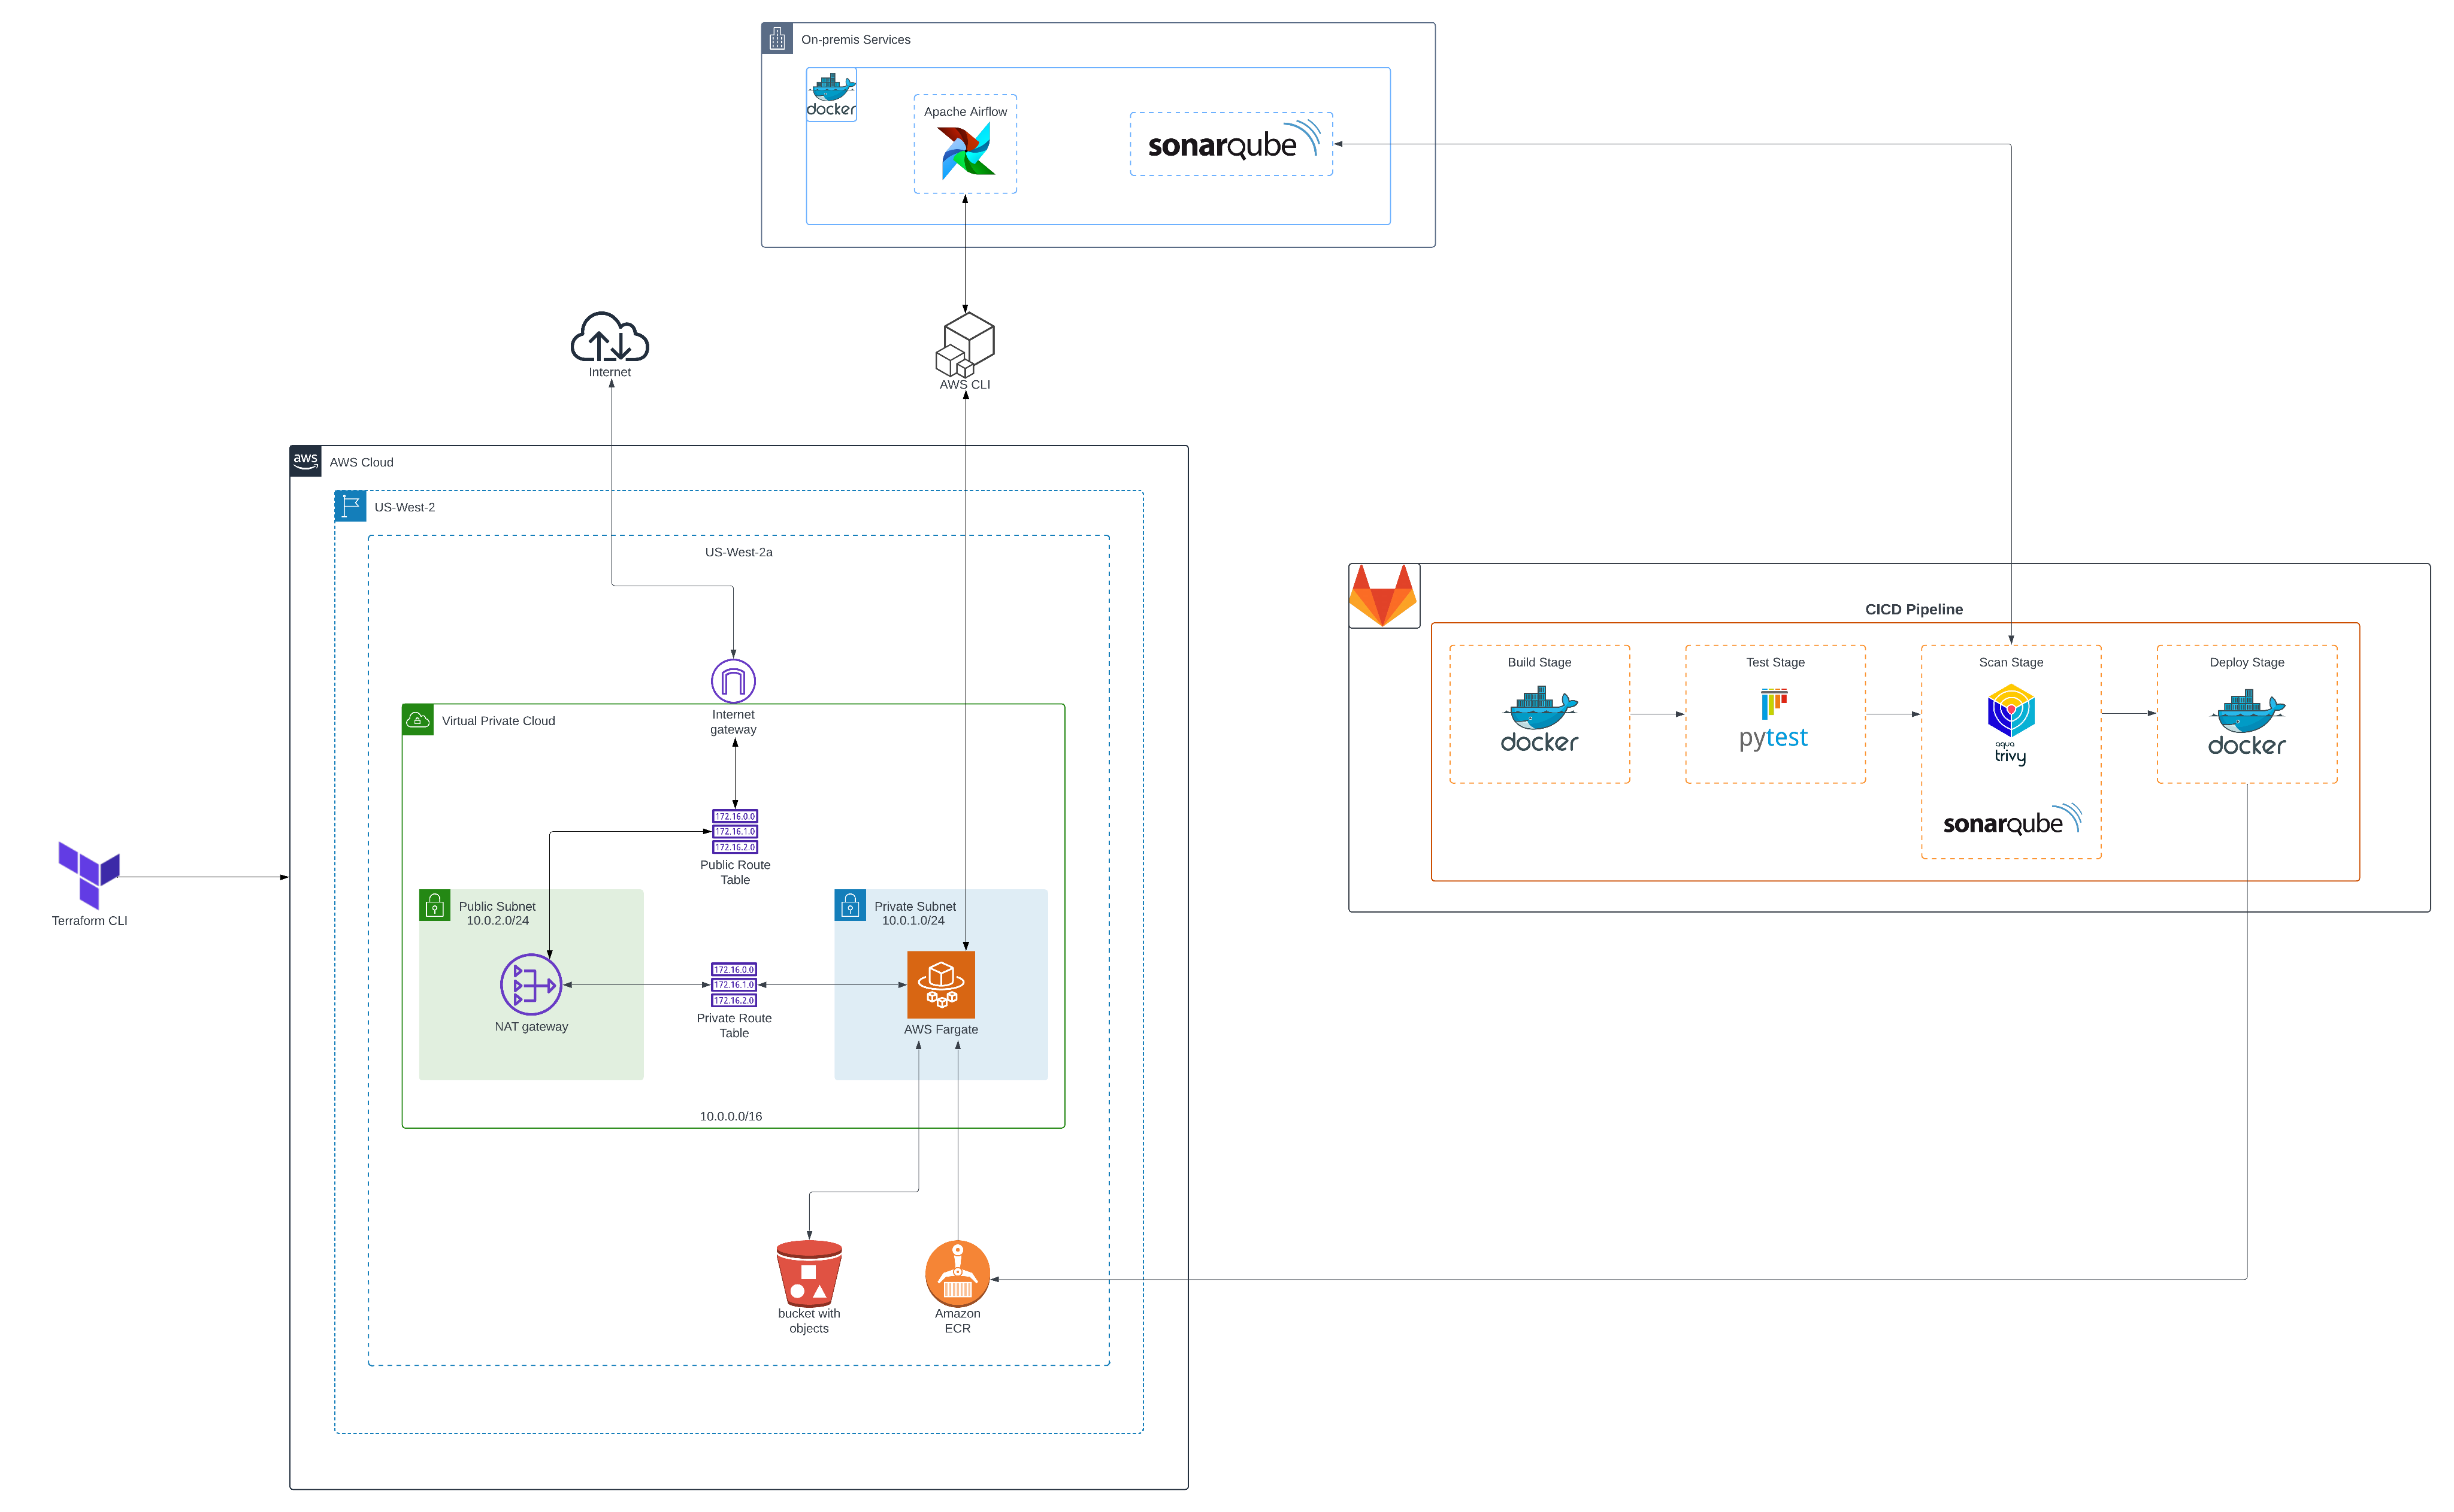 On-premis Services
docker
Apache Airflow
sonarqube
Internet
AWS CLI
aws
AWS Cloud
US-West-2
US-West-2a
Internet
gateway
Virtual Private Cloud
172.16.0.0
172.16.1.0
172.16.2.0
Public Route
Table
Public Subnet
10.0.2.0/24
Private Subnet
10.0.1.0/24
NAT gateway
172.16.0.0
172.16.1.0
172.16.2.0
Private Route
Table
AWS Fargate
10.0.0.0/16
bucket with
objects
Amazon
ECR
Terraform CLI
CICD Pipeline
Build Stage
docker
Test Stage
pytest
Scan Stage
aqua
trivy
sonarqube
Deploy Stage
docker